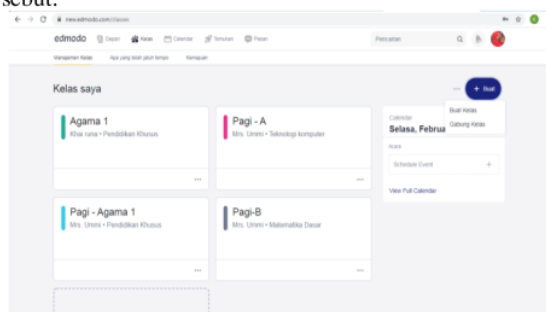 sebut.
new.edmodo.com/classes
edmodo Depan Kelas Calendar Temukan Pesan Pencarian
Manajemen Kelas Apa yang telah jatuh tempo Kemajuan
Kelas saya
+ Buat
Buat Kelas
Gabung Kelas
Agama 1
Khai runa • Pendidikan Khusus
Pagi - A
Mrs. Ummi • Teknologi komputer
Calendar
Selasa, Februa
Acara
Schedule Event +
View Full Calendar
Pagi - Agama 1
Mrs. Ummi • Pendidikan Khusus
Pagi-B
Mrs. Ummi • Matematika Dasar